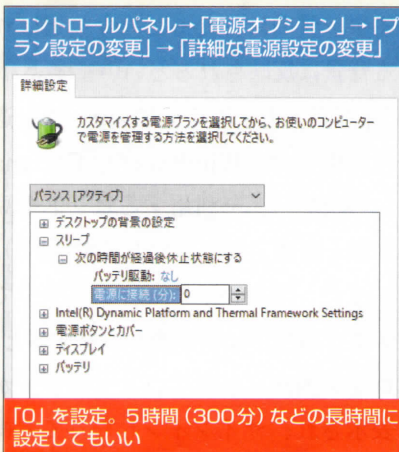 コントロールパネル→「電源オプション」→「プ
ラン設定の変更」→「詳細な電源設定の変更」
詳細設定
カスタマイズする電源プランを選択してから、お使いのコンピューター
で電源を管理する方法を選択してください。
バランス [アクティブ]
デスクトップの背景の設定
スリープ
次の時間が経過後休止状態にする
バッテリ駆動: なし
電源に接続 (分): 0
Intel(R) Dynamic Platform and Thermal Framework Settings
電源ボタンとカバー
ディスプレイ
バッテリ
「0」を設定。5時間(300分)などの長時間に
設定してもいい